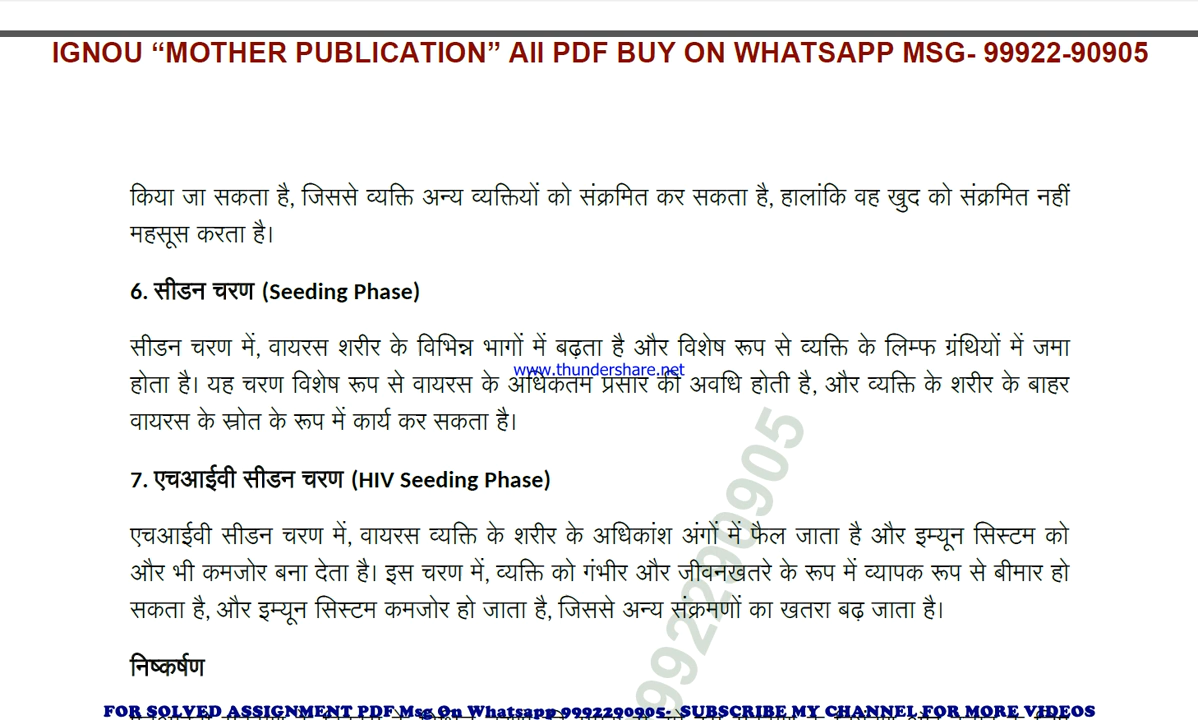 IGNOU “MOTHER PUBLICATION” All PDF BUY ON WHATSAPP MSG- 99922-90905
किया जा सकता है, जिससे व्यक्ति अन्य व्यक्तियों को संक्रमित कर सकता है, हालांकि वह खुद को संक्रमित नहीं
महसूस करता है।
6. सीडन चरण (Seeding Phase)
सीडन चरण में, वायरस शरीर के विभिन्न भागों में बढ़ता है और विशेष रूप से व्यक्ति के लिम्फ ग्रंथियों में जमा
www.thundershare.net
होता है। यह चरण विशेष रूप से वायरस के अधिकतम प्रसार की अवधि होती है, और व्यक्ति के शरीर के बाहर
वायरस के स्रोत के रूप में कार्य कर सकता है।
7. एचआईवी सीडन चरण (HIV Seeding Phase)
एचआईवी सीडन चरण में, वायरस व्यक्ति के शरीर के अधिकांश अंगों में फैल जाता है और इम्यून सिस्टम को
और भी कमजोर बना देता है। इस चरण में, व्यक्ति को गंभीर और जीवनखतरे के रूप में व्यापक रूप से बीमार हो
सकता है, और इम्यून सिस्टम कमजोर हो जाता है, जिससे अन्य संक्रमणों का खतरा बढ़ जाता है।
9992290905
निष्कर्षण
FOR SOLVED ASSIGNMENT PDF Msg On Whatsapp 9992290905- SUBSCRIBE MY CHANNEL FOR MORE VIDEOS